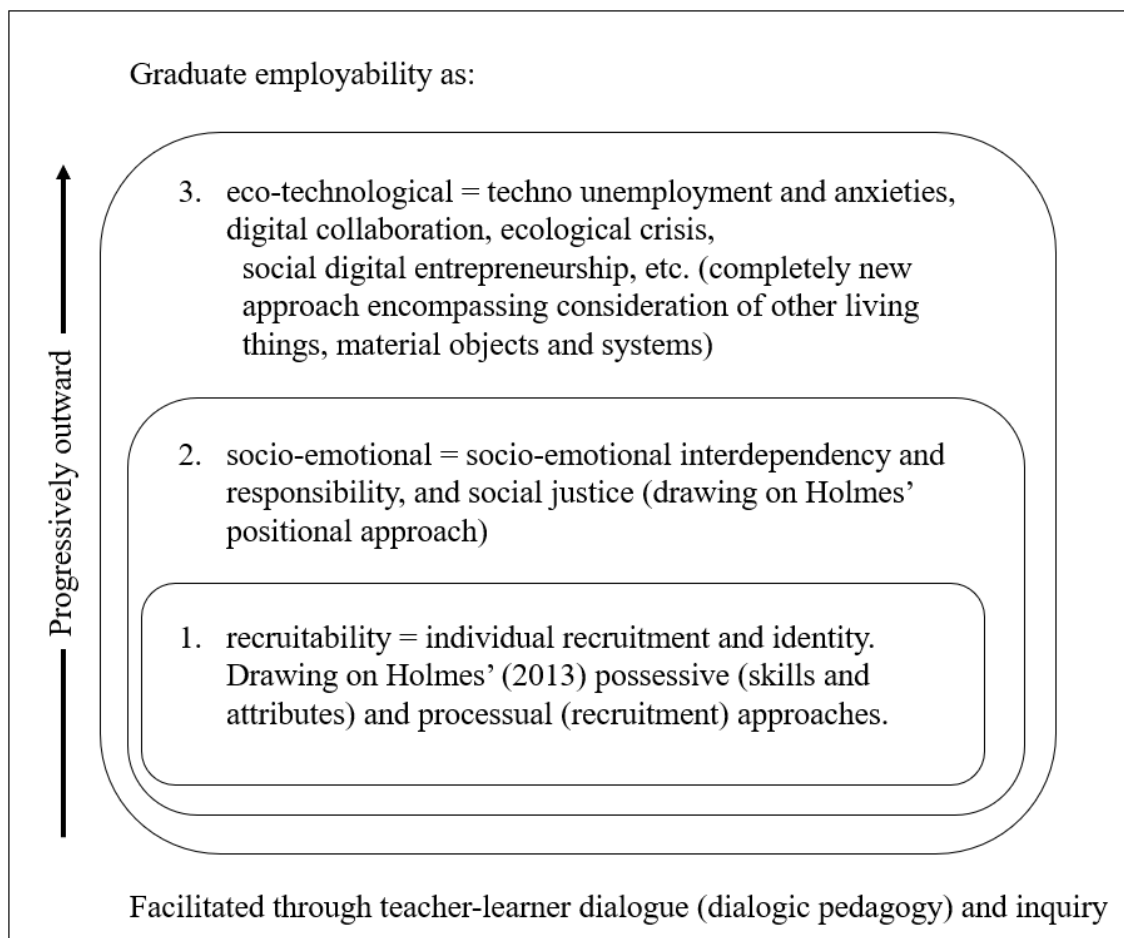 Graduate employability as:
3. eco-technological = techno unemployment and anxieties,
digital collaboration, ecological crisis,
social digital entrepreneurship, etc. (completely new
approach encompassing consideration of other living
things, material objects and systems)
Progressively outward
2. socio-emotional = socio-emotional interdependency and
responsibility, and social justice (drawing on Holmes’
positional approach)
1. recruitability = individual recruitment and identity.
Drawing on Holmes’ (2013) possessive (skills and
attributes) and processual (recruitment) approaches.
Facilitated through teacher-learner dialogue (dialogic pedagogy) and inquiry